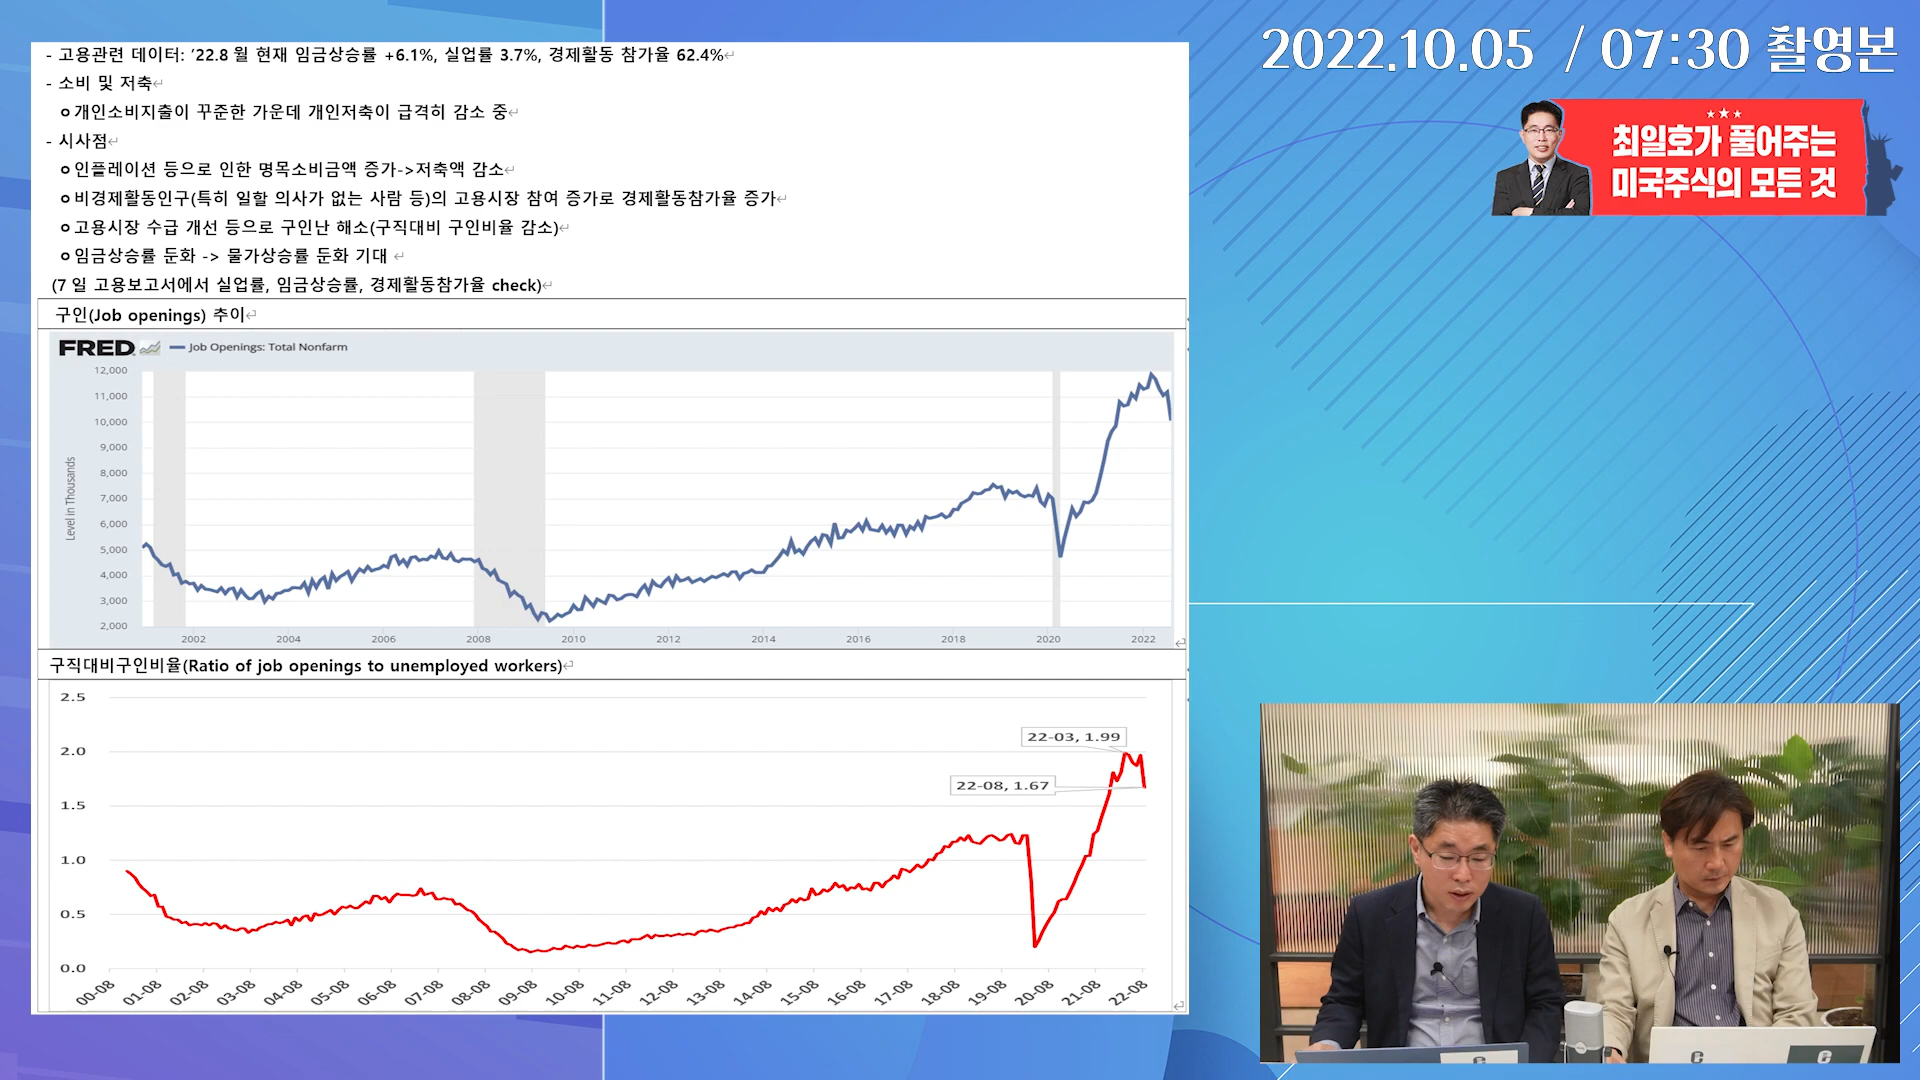 - 고용관련 데이터: ’22.8월 현재 임금상승률 +6.1%, 실업률 3.7%, 경제활동 참가율 62.4%↵
- 소비 및 저축↵
ㅇ개인소비지출이 꾸준한 가운데 개인저축이 급격히 감소 중↵
- 시사점↵
ㅇ인플레이션 등으로 인한 명목소비금액 증가->저축액 감소↵
ㅇ비경제활동인구(특히 일할 의사가 없는 사람 등)의 고용시장 참여 증가로 경제활동참가율 증가↵
ㅇ고용시장 수급 개선 등으로 구인난 해소(구직대비 구인비율 감소)↵
ㅇ임금상승률 둔화 -> 물가상승률 둔화 기대 ↵
(7일 고용보고서에서 실업률, 임금상승률, 경제활동참가율 check)↵
구인(Job openings) 추이↵
FRED Job Openings: Total Nonfarm
Level in Thousands
12,000
11,000
10,000
9,000
8,000
7,000
6,000
5,000
4,000
3,000
2,000
2002 2004 2006 2008 2010 2012 2014 2016 2018 2020 2022
구직대비구인비율(Ratio of job openings to unemployed workers)↵
2.5
2.0
1.5
1.0
0.5
0.0
22-03, 1.99
22-08, 1.67
00-08 01-08 02-08 03-08 04-08 05-08 06-08 07-08 08-08 09-08 10-08 11-08 12-08 13-08 14-08 15-08 16-08 17-08 18-08 19-08 20-08 21-08 22-08
2022.10.05 / 07:30 촬영본
최일호가 풀어주는
미국주식의 모든 것